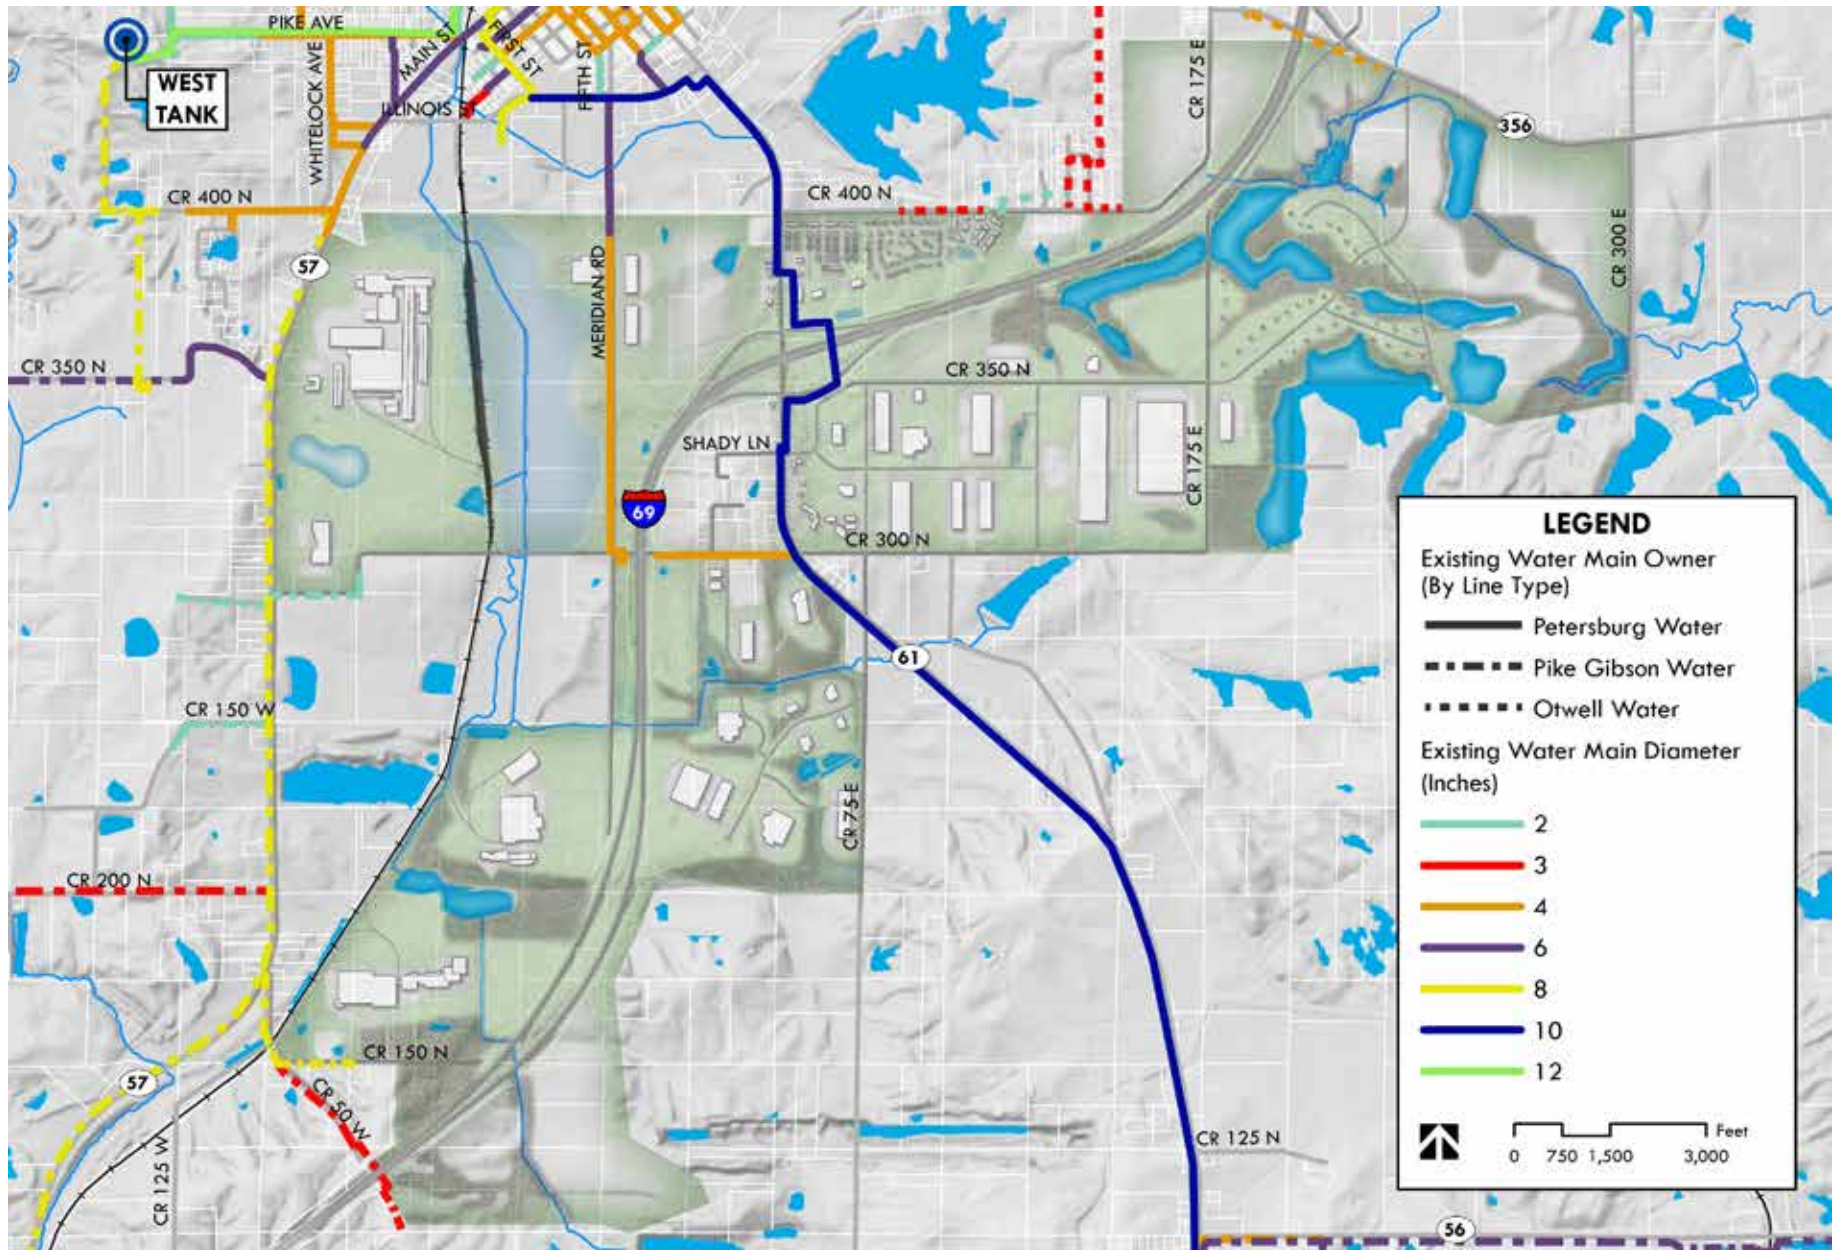 PIKE AVE
MAIN ST
FIRST ST
FIFTH ST
WHITELOCK AVE
ILLINOIS ST
WEST
TANK
CR 175 E
356
CR 400 N
CR 400 N
CR 300 E
57
MERIDIAN RD
CR 350 N
CR 350 N
SHADY LN
CR 175 E
69
CR 300 N
61
CR 150 W
CR 75 E
CR 200 N
CR 150 N
57
CR 50 W
CR 125 W
CR 125 N
56
LEGEND
Existing Water Main Owner
(By Line Type)
Petersburg Water
Pike Gibson Water
Otwell Water
Existing Water Main Diameter
(Inches)
2
3
4
6
8
10
12
Feet
0 750 1,500 3,000